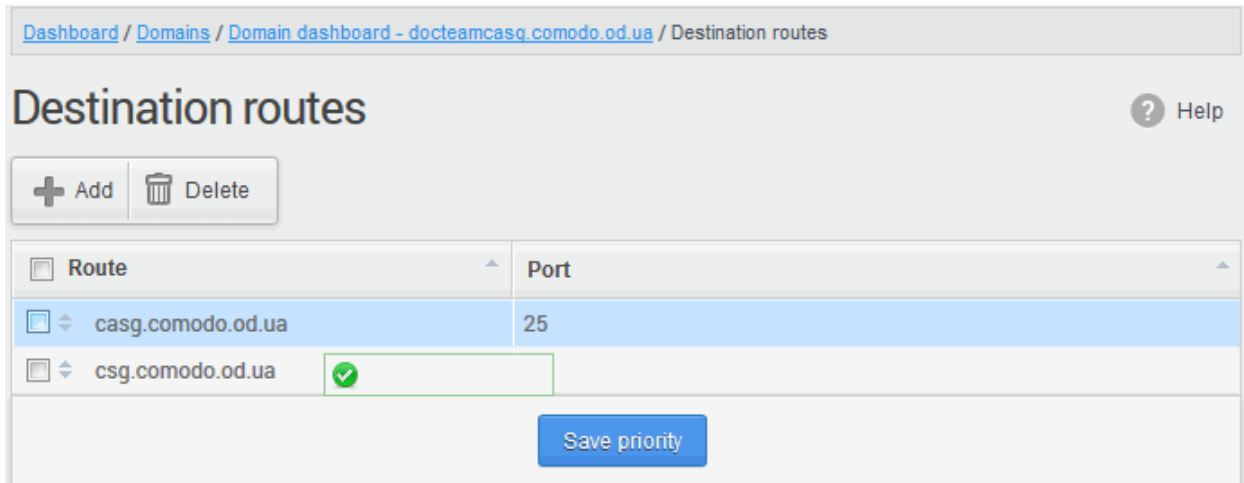 Dashboard / Domains / Domain dashboard - docteamcasg.comodo.od.ua / Destination routes
Destination routes
Help
Add Delete
Route Port
casg.comodo.od.ua 25
csg.comodo.od.ua
Save priority